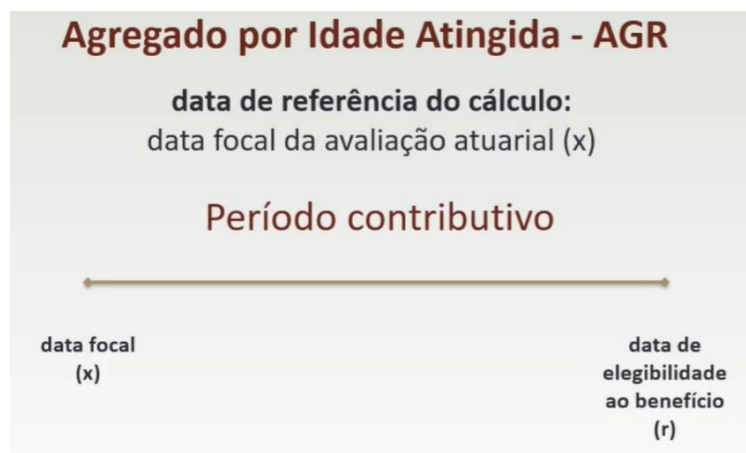 Agregado por Idade Atingida - AGR
data de referência do cálculo:
data focal da avaliação atuarial (x)
Período contributivo
data focal
(x)
data de
elegibilidade
ao benefício
(r)